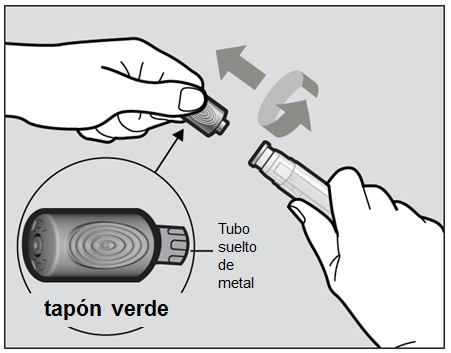 Tubo
suelto
de
metal
tapón verde